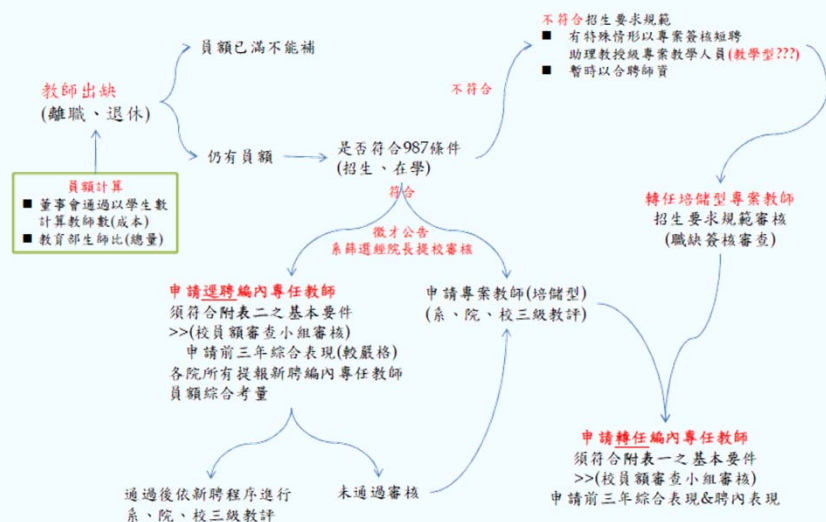 不符合招生要求規範
■ 有特殊情形以專案簽核短聘
助理教授級專案教學人員(教學型???)
■ 暫時以合聘師資
員額已滿不能補
不符合
教師出缺
(離職、退休)
仍有員額
是否符合987條件
(招生、在學)
符合
員額計算
■ 董事會通過以學生數
計算教師數(成本)
■ 教育部生師比(總量)
轉任培儲型專案教師
招生要求規範審核
(職缺簽核審查)
徵才公告
系篩選經院長提校審核
申請逕聘編內專任教師
須符合附表二之基本要件
>>(校員額審查小組審核)
申請前三年綜合表現(較嚴格)
各院所有提報新聘編內專任教師
員額綜合考量
申請專案教師(培儲型)
(系、院、校三級教評)
通過後依新聘程序進行
系、院、校三級教評
未通過審核
申請轉任編內專任教師
須符合附表一之基本要件
>>(校員額審查小組審核)
申請前三年綜合表現&聘內表現